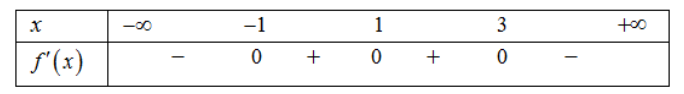 x −∞ −1 1 3 +∞
f′(x) − 0 + 0 + 0 −